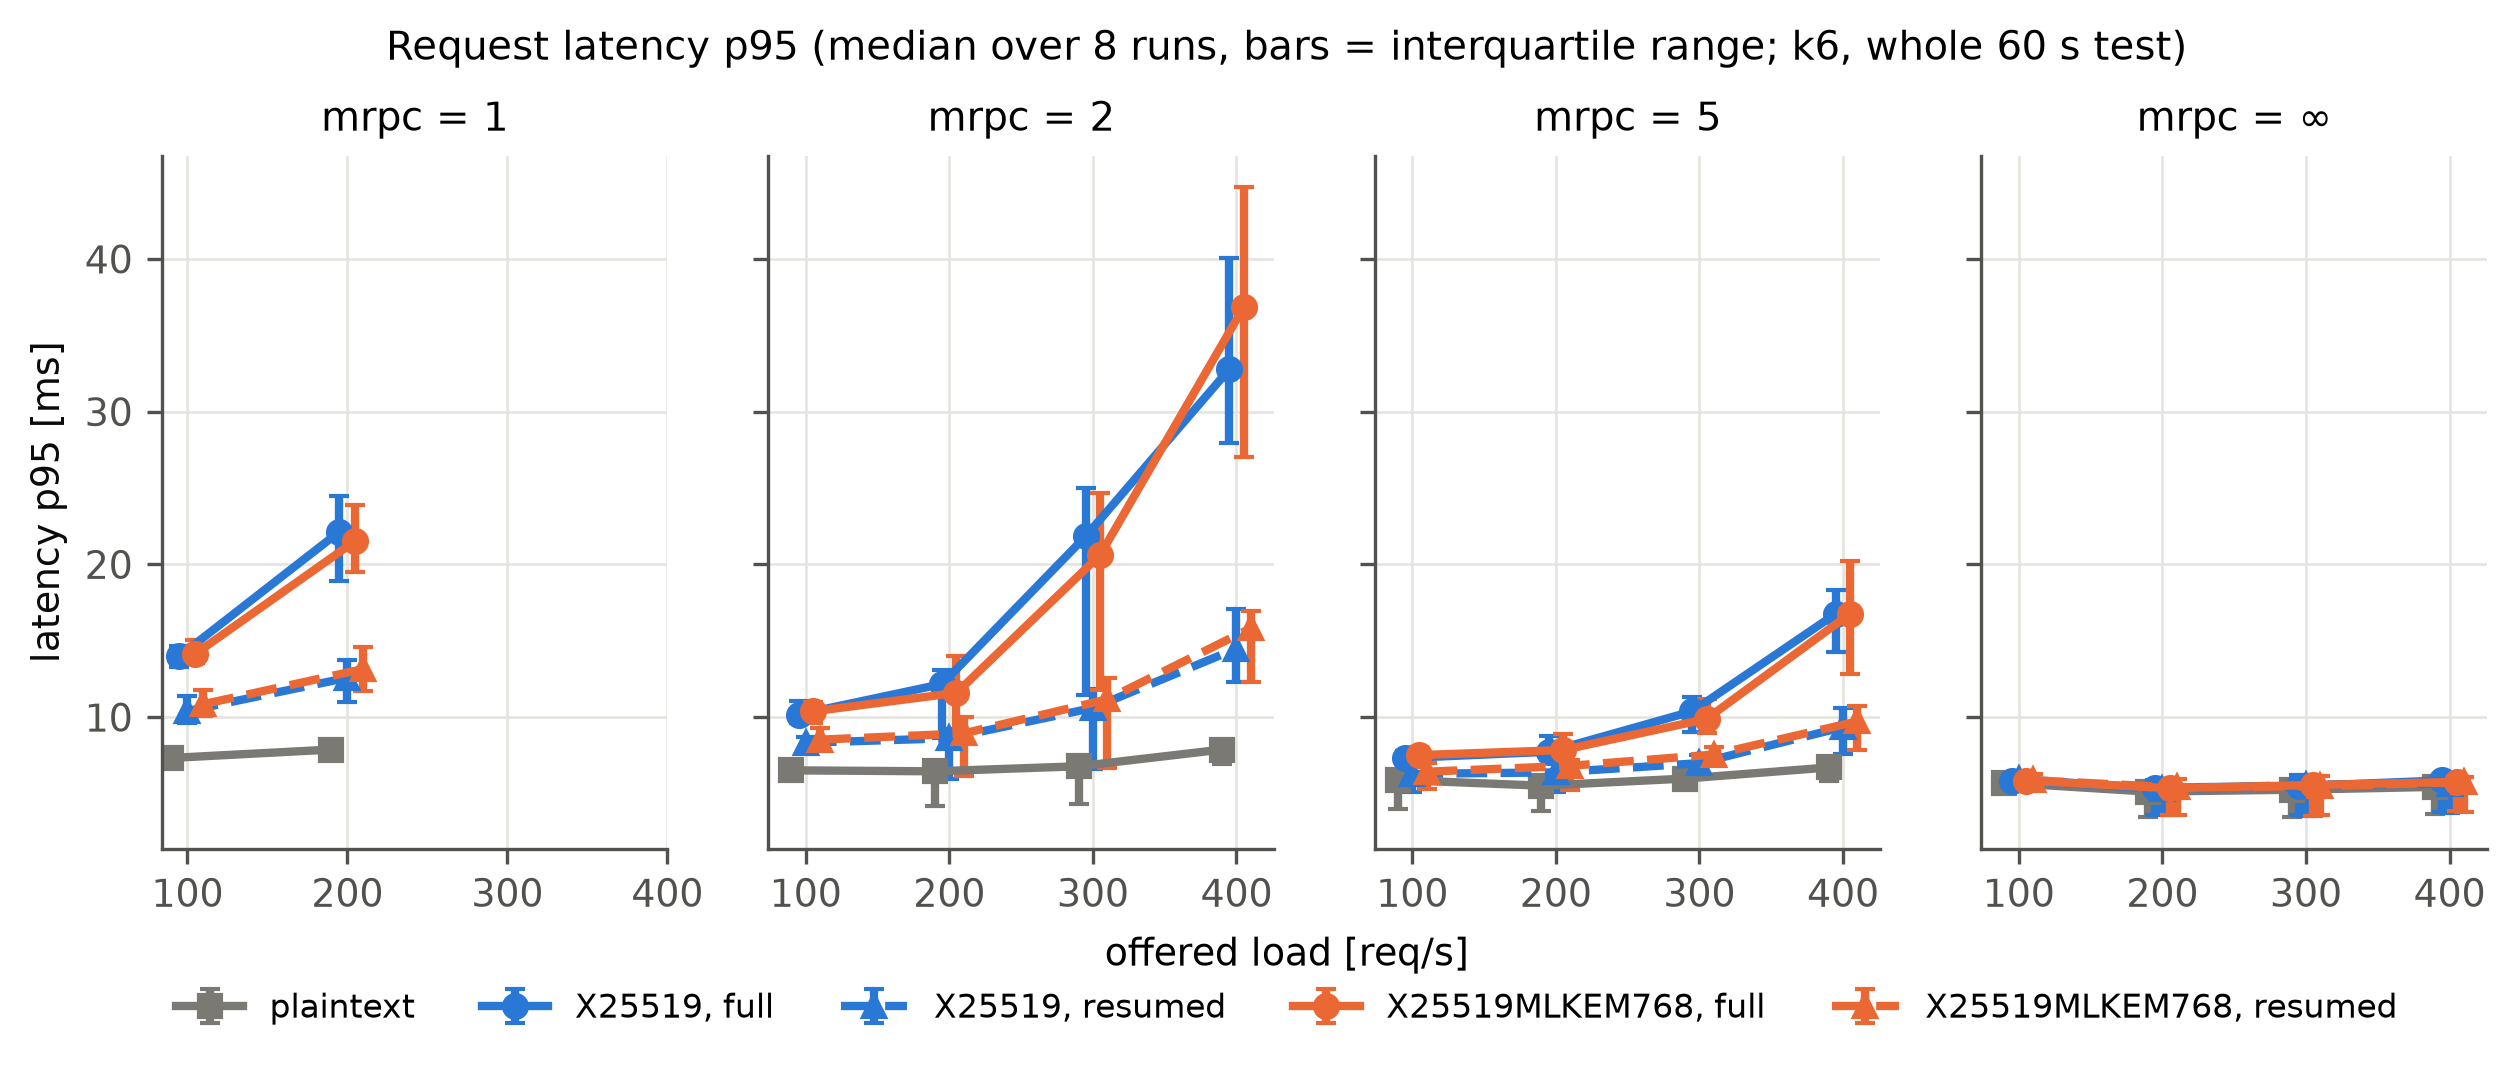 Request latency p95 (median over 8 runs, bars = interquartile range; k6, whole 60 s test)
mrpc = 1
mrpc = 2
mrpc = 5
mrpc = ∞
latency p95 [ms]
40
30
20
10
100 200 300 400
100 200 300 400
100 200 300 400
100 200 300 400
offered load [req/s]
plaintext
X25519, full
X25519, resumed
X25519MLKEM768, full
X25519MLKEM768, resumed